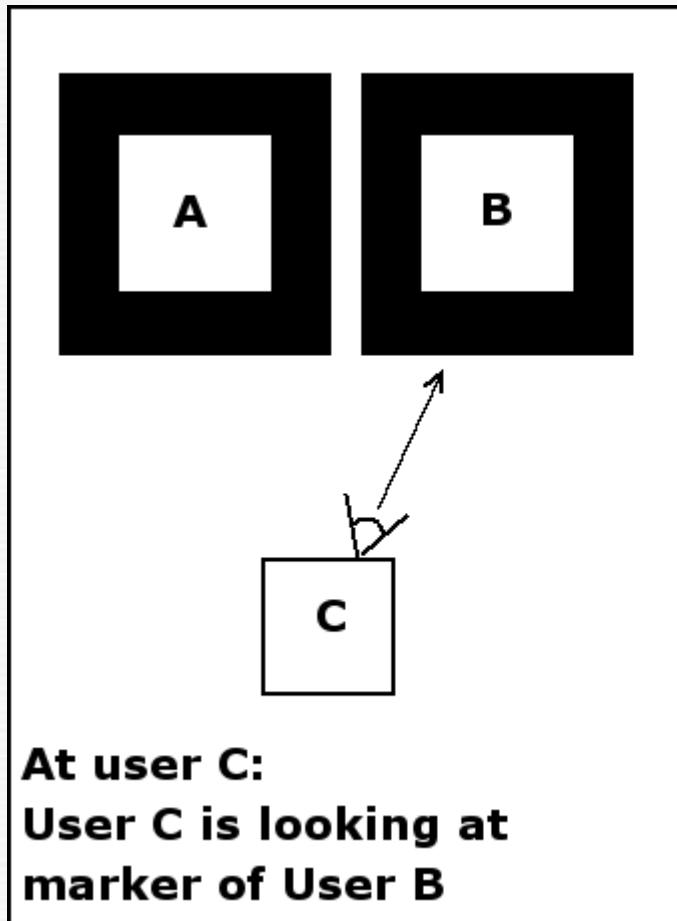 A
B
C
At user C:
User C is looking at
marker of User B